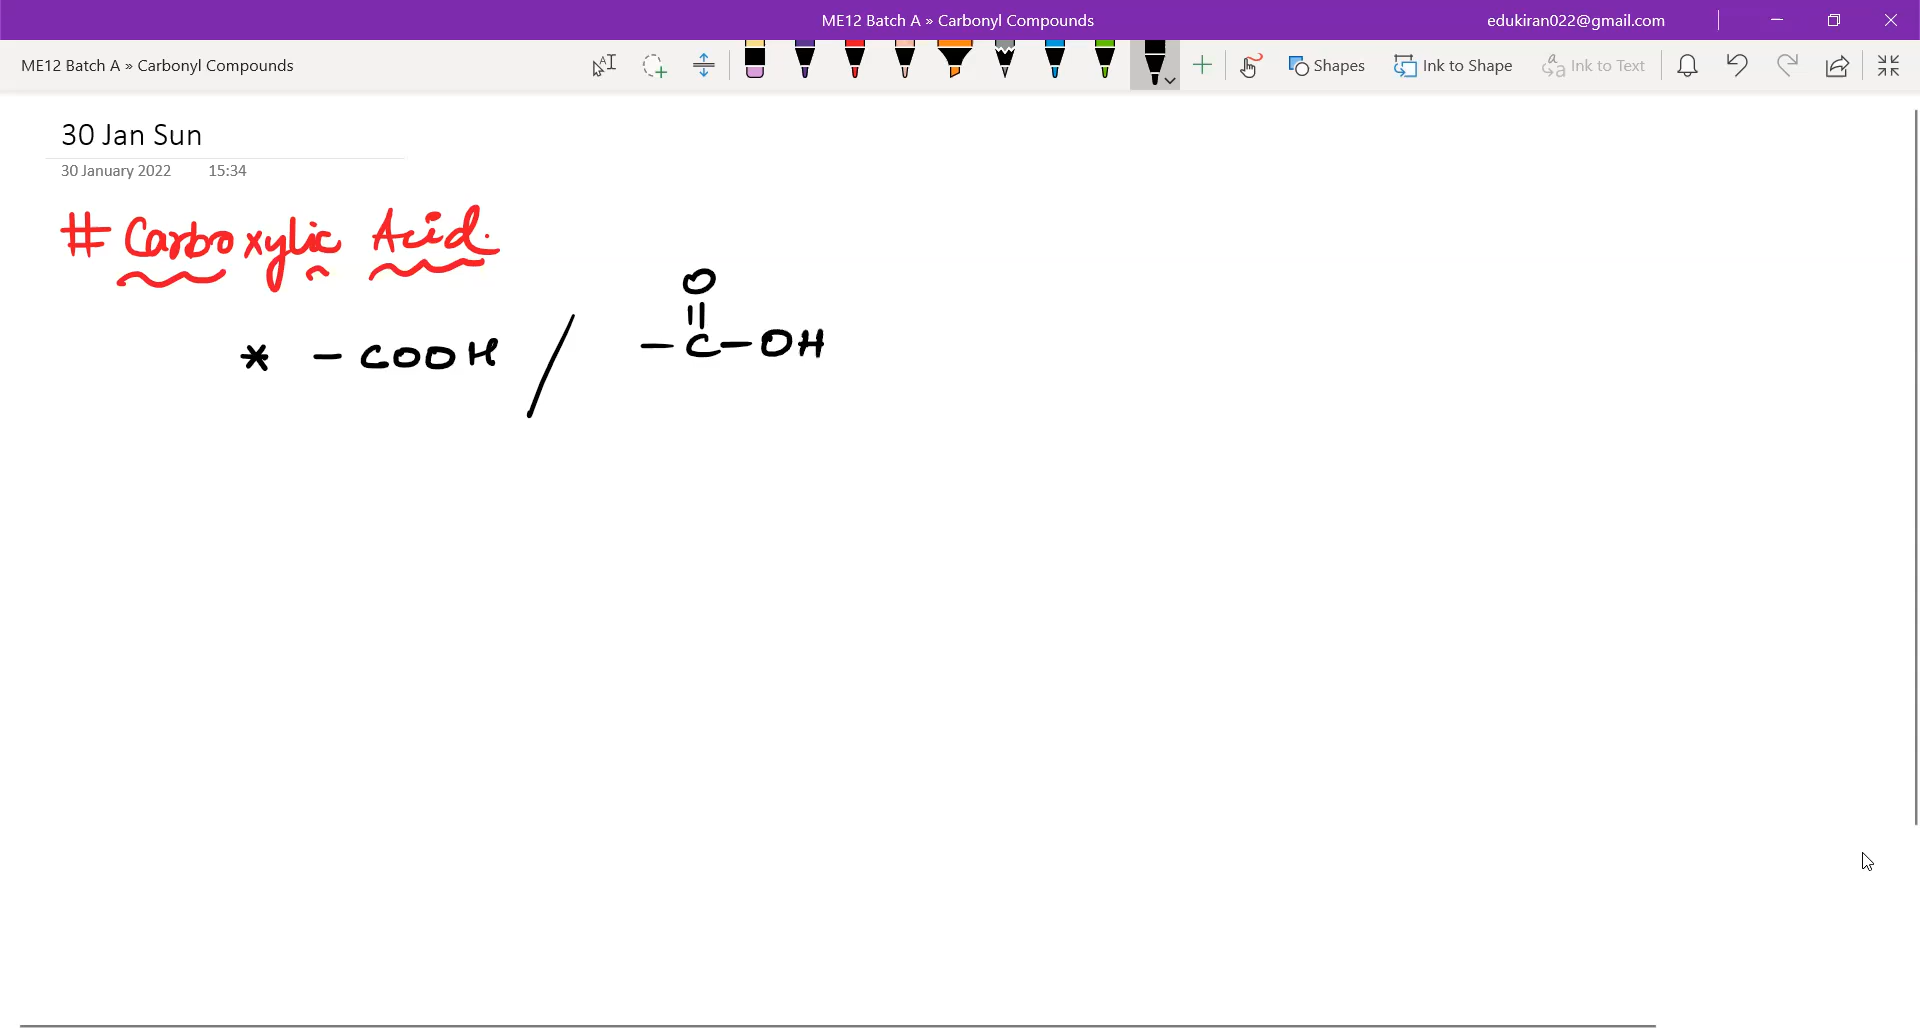 ME12 Batch A » Carbonyl Compounds
edukiran022@gmail.com
ME12 Batch A » Carbonyl Compounds
Shapes
Ink to Shape
Ink to Text
30 Jan Sun
30 January 2022 15:34
# Carboxylic Acid.
O
||
* - COOH / - C - OH